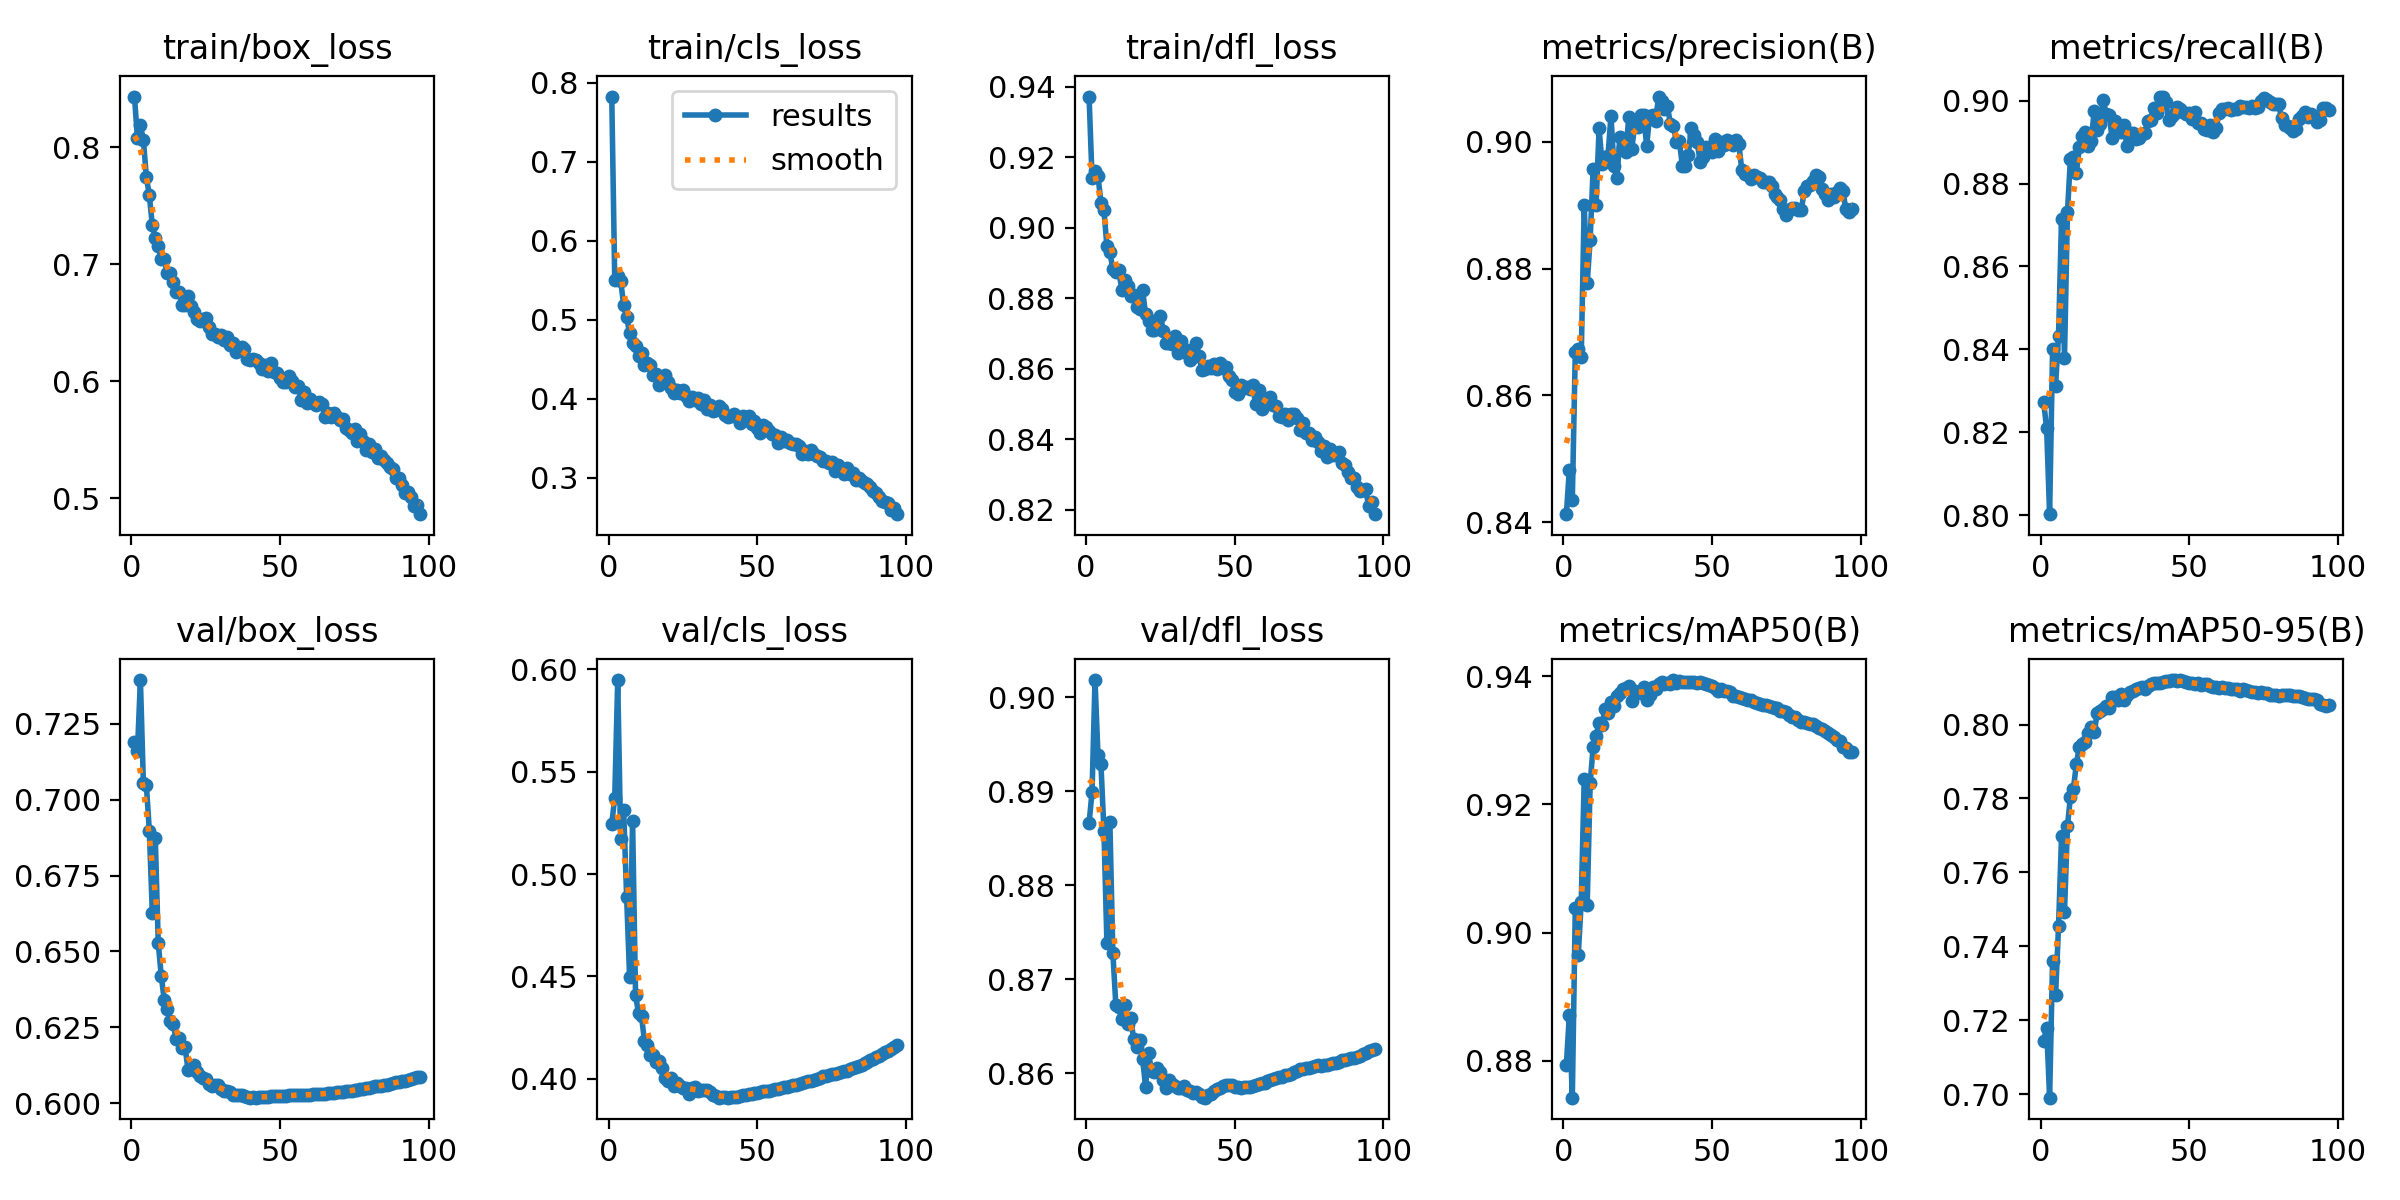 train/box_loss
0.8
0.7
0.6
0.5
0 50 100
train/cls_loss
results
smooth
0.8
0.7
0.6
0.5
0.4
0.3
0 50 100
train/dfl_loss
0.94
0.92
0.90
0.88
0.86
0.84
0.82
0 50 100
metrics/precision(B)
0.90
0.88
0.86
0.84
0 50 100
metrics/recall(B)
0.90
0.88
0.86
0.84
0.82
0.80
0 50 100
val/box_loss
0.725
0.700
0.675
0.650
0.625
0.600
0 50 100
val/cls_loss
0.60
0.55
0.50
0.45
0.40
0 50 100
val/dfl_loss
0.90
0.89
0.88
0.87
0.86
0 50 100
metrics/mAP50(B)
0.94
0.92
0.90
0.88
0 50 100
metrics/mAP50-95(B)
0.80
0.78
0.76
0.74
0.72
0.70
0 50 100